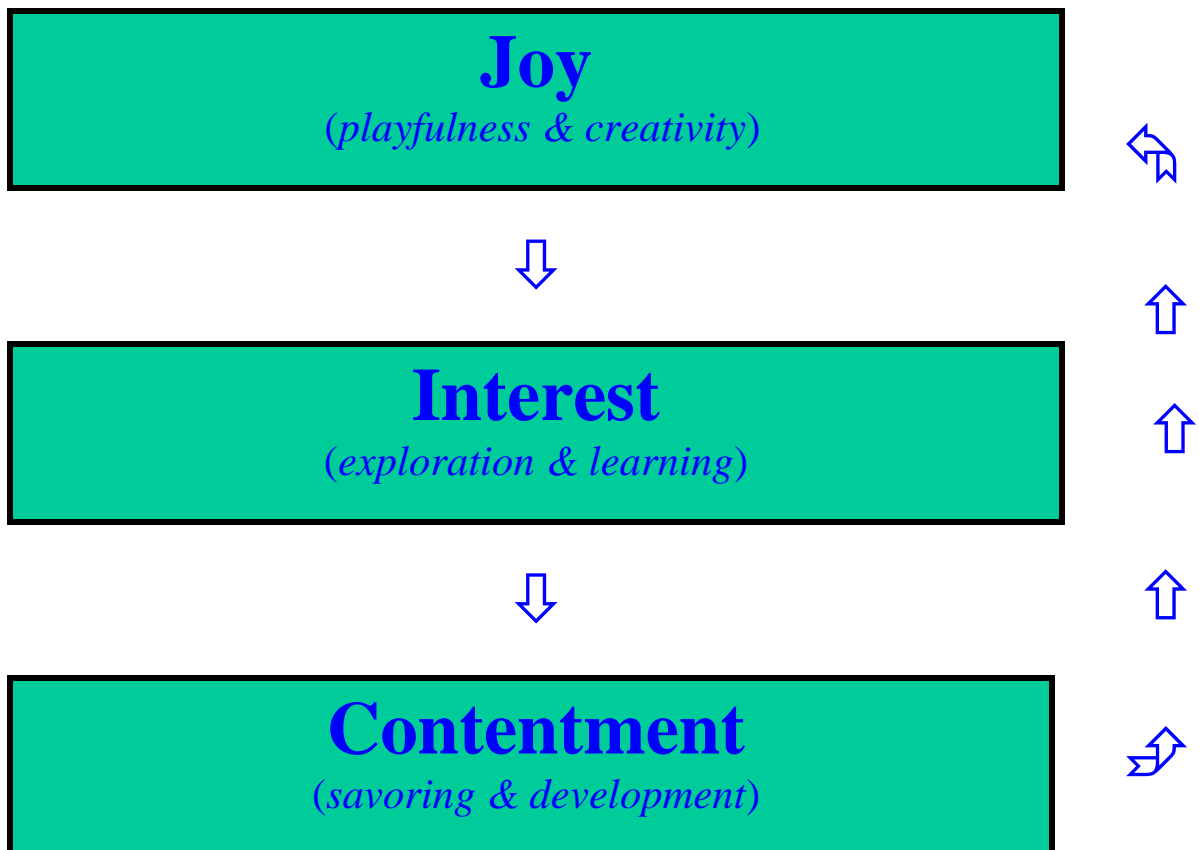 Joy
(playfulness & creativity)
Interest
(exploration & learning)
Contentment
(savoring & development)